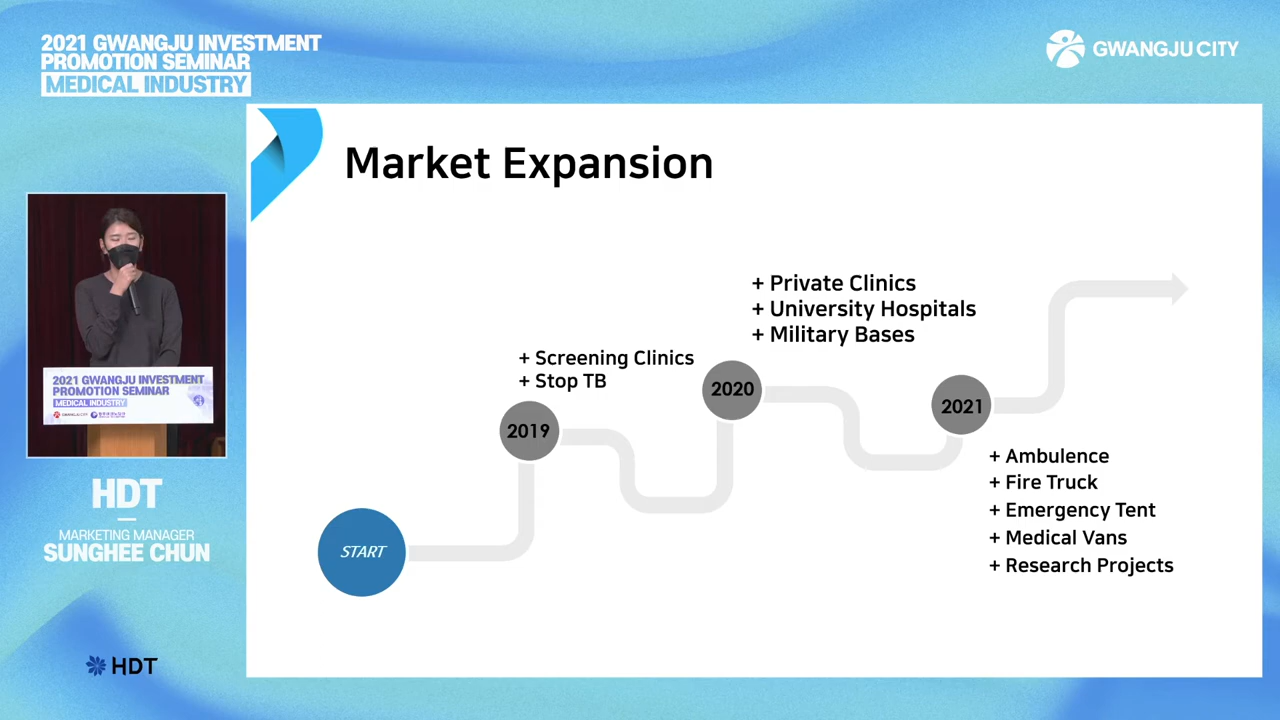 2021 GWANGJU INVESTMENT
PROMOTION SEMINAR
MEDICAL INDUSTRY
GWANGJU CITY
Market Expansion
+ Private Clinics
+ University Hospitals
+ Military Bases
+ Screening Clinics
+ Stop TB
2020
2021
2019
+ Ambulence
+ Fire Truck
+ Emergency Tent
+ Medical Vans
+ Research Projects
START
2021 GWANGJU INVESTMENT
PROMOTION SEMINAR
MEDICAL INDUSTRY
GWANGJU CITY
HDT
MARKETING MANAGER
SUNGHEE CHUN
HDT